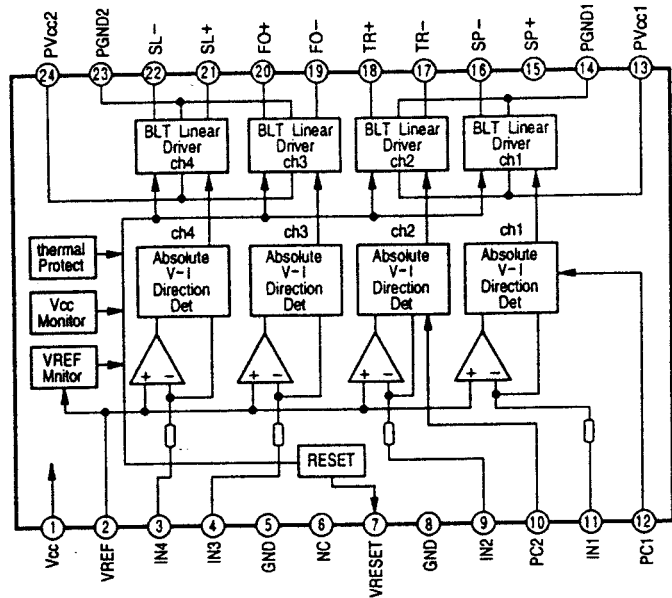 PVcc2
PGND2
SL−
SL+
FO+
FO−
TR+
TR−
SP−
SP+
PGND1
PVcc1
24
23
22
21
20
19
18
17
16
15
14
13
BLT Linear
Driver
ch4
BLT Linear
Driver
ch3
BLT Linear
Driver
ch2
BLT Linear
Driver
ch1
ch4
ch3
ch2
ch1
thermal
Protect
Absolute
V−I
Direction
Det
Absolute
V−I
Direction
Det
Absolute
V−I
Direction
Det
Absolute
V−I
Direction
Det
Vcc
Monitor
VREF
Mnitor
+ −
+ −
+ −
+ −
RESET
1
2
3
4
5
6
7
8
9
10
11
12
Vcc
VREF
IN4
IN3
GND
NC
VRESET
GND
IN2
PC2
IN1
PC1